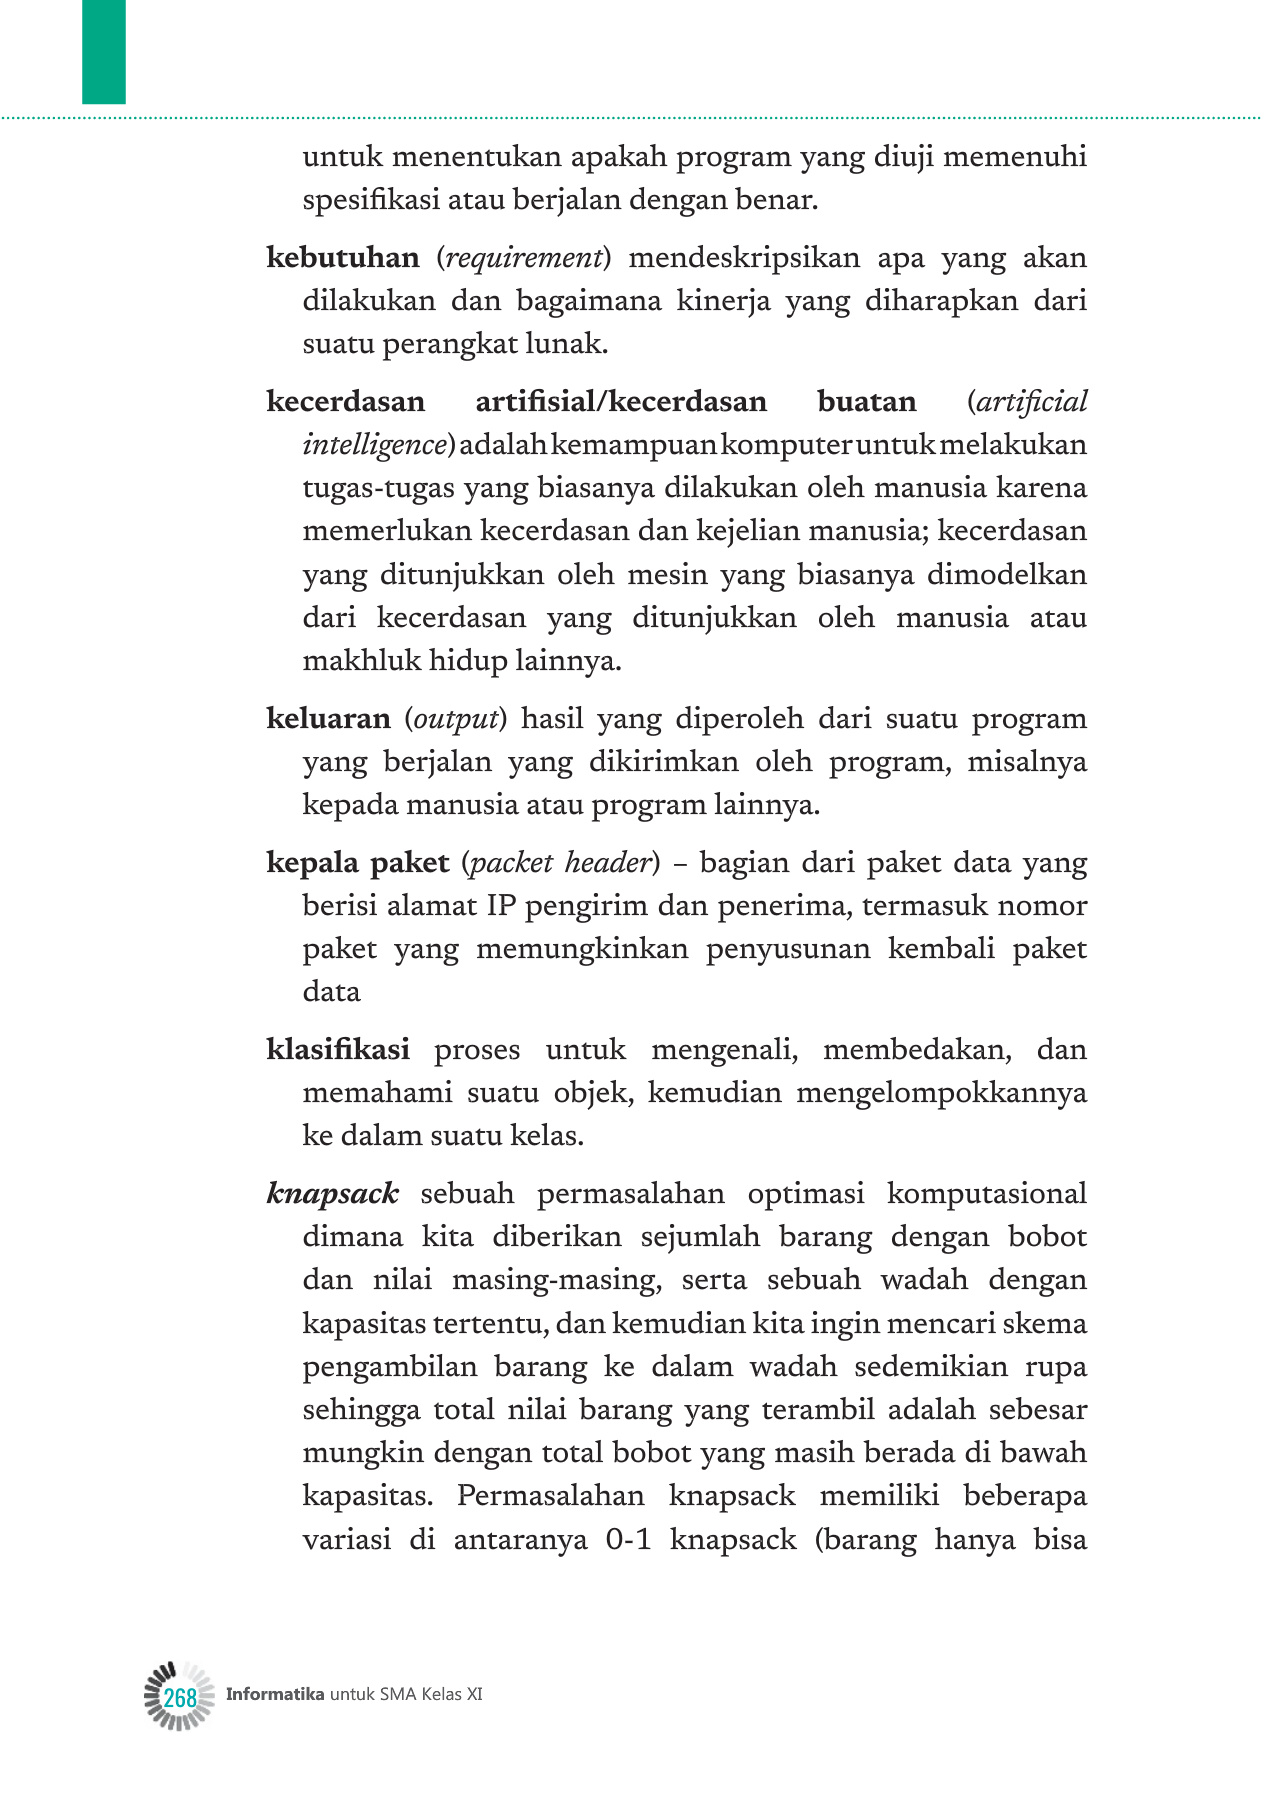 untuk menentukan apakah program yang diuji memenuhi
spesifikasi atau berjalan dengan benar.
kebutuhan (requirement) mendeskripsikan apa yang akan
dilakukan dan bagaimana kinerja yang diharapkan dari
suatu perangkat lunak.
kecerdasan artifisial/kecerdasan buatan (artificial
intelligence) adalah kemampuan komputer untuk melakukan
tugas-tugas yang biasanya dilakukan oleh manusia karena
memerlukan kecerdasan dan kejelian manusia; kecerdasan
yang ditunjukkan oleh mesin yang biasanya dimodelkan
dari kecerdasan yang ditunjukkan oleh manusia atau
makhluk hidup lainnya.
keluaran (output) hasil yang diperoleh dari suatu program
yang berjalan yang dikirimkan oleh program, misalnya
kepada manusia atau program lainnya.
kepala paket (packet header) – bagian dari paket data yang
berisi alamat IP pengirim dan penerima, termasuk nomor
paket yang memungkinkan penyusunan kembali paket
data
klasifikasi proses untuk mengenali, membedakan, dan
memahami suatu objek, kemudian mengelompokkannya
ke dalam suatu kelas.
knapsack sebuah permasalahan optimasi komputasional
dimana kita diberikan sejumlah barang dengan bobot
dan nilai masing-masing, serta sebuah wadah dengan
kapasitas tertentu, dan kemudian kita ingin mencari skema
pengambilan barang ke dalam wadah sedemikian rupa
sehingga total nilai barang yang terambil adalah sebesar
mungkin dengan total bobot yang masih berada di bawah
kapasitas. Permasalahan knapsack memiliki beberapa
variasi di antaranya 0-1 knapsack (barang hanya bisa
268 Informatika untuk SMA Kelas XI